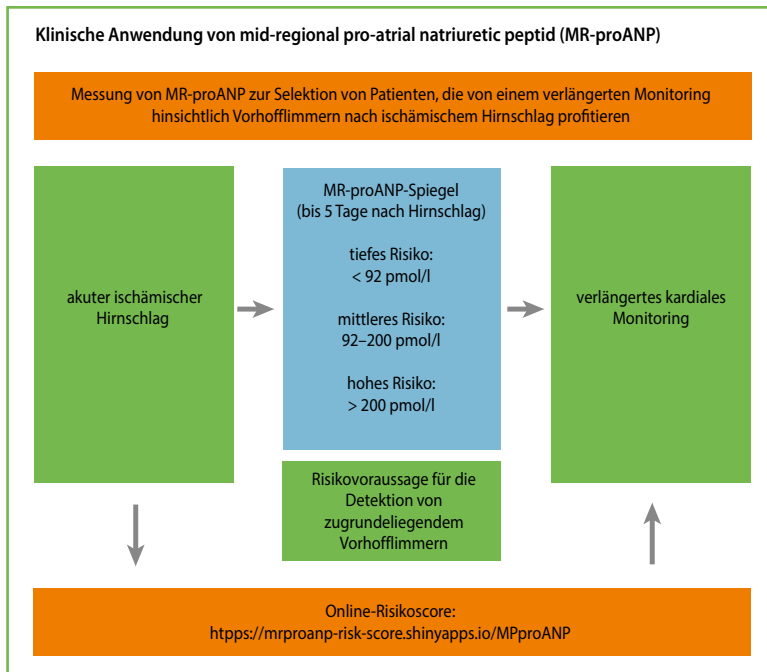 Klinische Anwendung von mid-regional pro-atrial natriuretic peptid (MR-proANP)
Messung von MR-proANP zur Selektion von Patienten, die von einem verlängerten Monitoring
hinsichtlich Vorhofflimmern nach ischämischem Hirnschlag profitieren
akuter ischämischer
Hirnschlag
MR-proANP-Spiegel
(bis 5 Tage nach Hirnschlag)
tiefes Risiko:
< 92 pmol/l
mittleres Risiko:
92–200 pmol/l
hohes Risiko:
> 200 pmol/l
Risikovoraussage für die
Detektion von
zugrundeliegendem
Vorhofflimmern
verlängertes kardiales
Monitoring
Online-Risikoscore:
htpps://mrproanp-risk-score.shinyapps.io/MPproANP